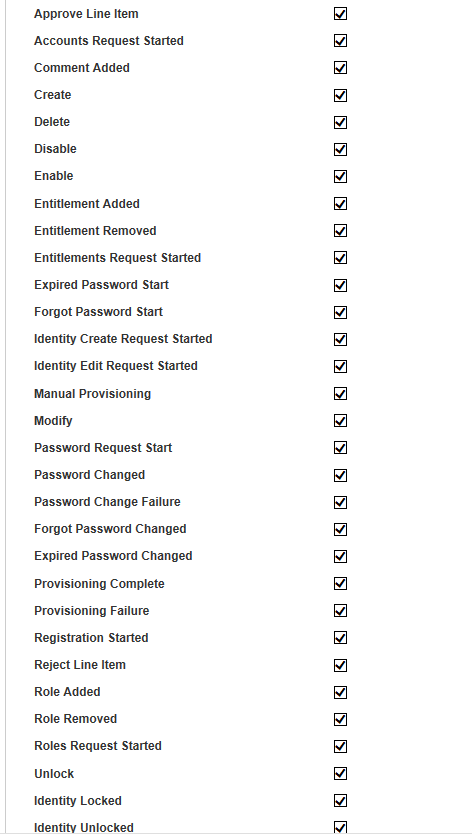 Approve Line Item
Accounts Request Started
Comment Added
Create
Delete
Disable
Enable
Entitlement Added
Entitlement Removed
Entitlements Request Started
Expired Password Start
Forgot Password Start
Identity Create Request Started
Identity Edit Request Started
Manual Provisioning
Modify
Password Request Start
Password Changed
Password Change Failure
Forgot Password Changed
Expired Password Changed
Provisioning Complete
Provisioning Failure
Registration Started
Reject Line Item
Role Added
Role Removed
Roles Request Started
Unlock
Identity Locked
Identity Unlocked